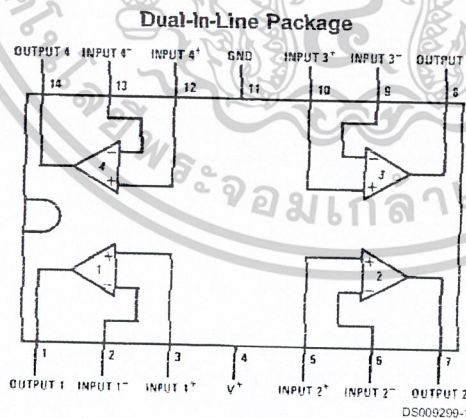 Dual-In-Line Package
OUTPUT 4 INPUT 4⁻ INPUT 4⁺ GND INPUT 3⁺ INPUT 3⁻ OUTPUT
14 13 12 11 10 9 8
4 3
1 2
1 2 3 4 5 6 7
OUTPUT 1 INPUT 1⁻ INPUT 1⁺ V⁺ INPUT 2⁺ INPUT 2⁻ OUTPUT 2
DS009299-